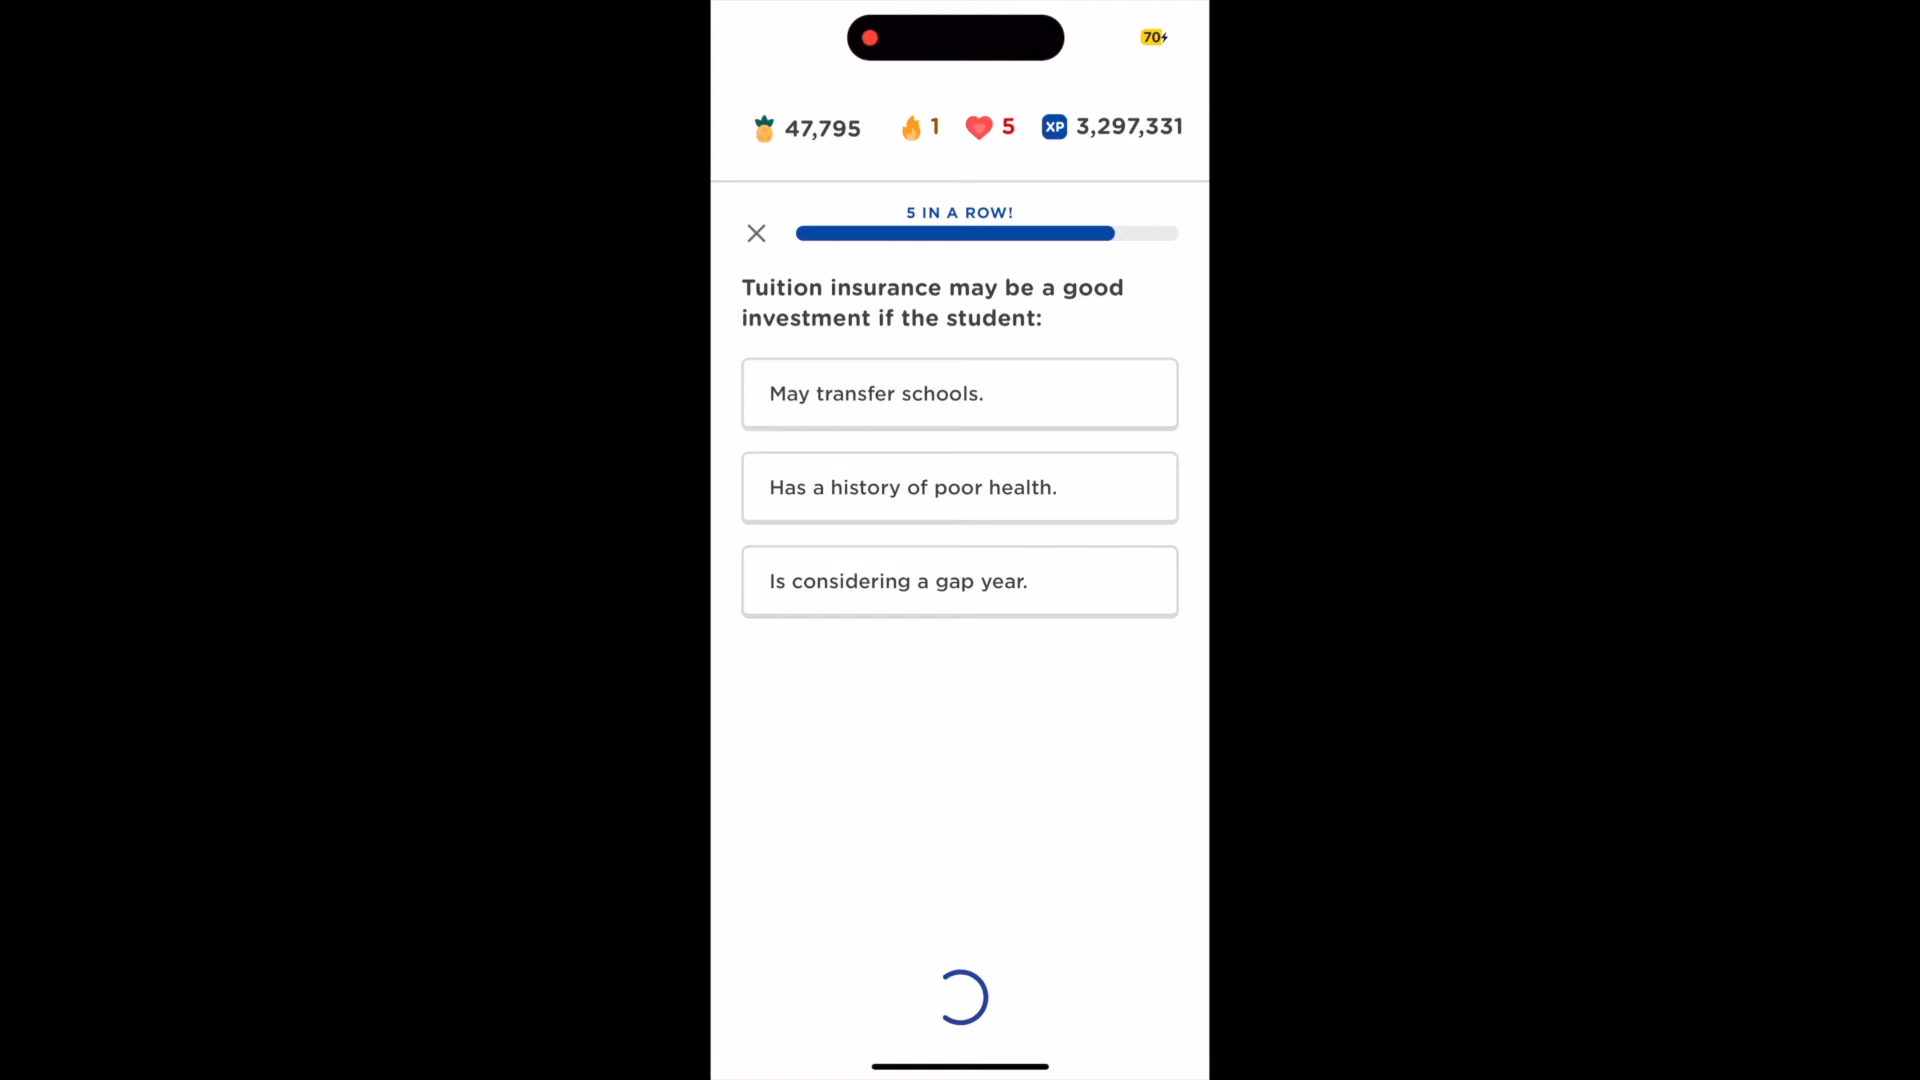 70
47,795 1 5 XP 3,297,331
5 IN A ROW!
Tuition insurance may be a good
investment if the student:
May transfer schools.
Has a history of poor health.
Is considering a gap year.